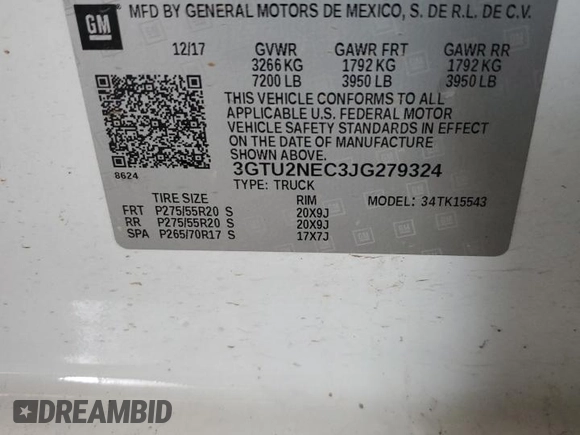 GM
MFD BY GENERAL MOTORS DE MEXICO, S. DE R.L. DE C.V.
12/17 GVWR GAWR FRT GAWR RR
3266 KG 1792 KG 1792 KG
7200 LB 3950 LB 3950 LB
THIS VEHICLE CONFORMS TO ALL
APPLICABLE U.S. FEDERAL MOTOR
VEHICLE SAFETY STANDARDS IN EFFECT
ON THE DATE OF MANUFACTURE
SHOWN ABOVE.
8624
3GTU2NEC3JG279324
TYPE: TRUCK
TIRE SIZE RIM MODEL: 34TK15543
FRT P275/55R20 S 20X9J
RR P275/55R20 S 20X9J
SPA P265/70R17 S 17X7J
DREAMBID